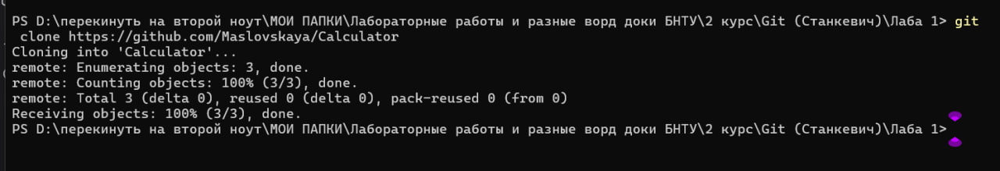 PS D:\перекинуть на второй ноут\МОИ ПАПКИ\Лабораторные работы и разные ворд доки БНТУ\2 курс\Git (Станкевич)\Лаба 1> git
clone https://github.com/Maslovskaya/Calculator
Cloning into 'Calculator'...
remote: Enumerating objects: 3, done.
remote: Counting objects: 100% (3/3), done.
remote: Total 3 (delta 0), reused 0 (delta 0), pack-reused 0 (from 0)
Receiving objects: 100% (3/3), done.
PS D:\перекинуть на второй ноут\МОИ ПАПКИ\Лабораторные работы и разные ворд доки БНТУ\2 курс\Git (Станкевич)\Лаба 1>